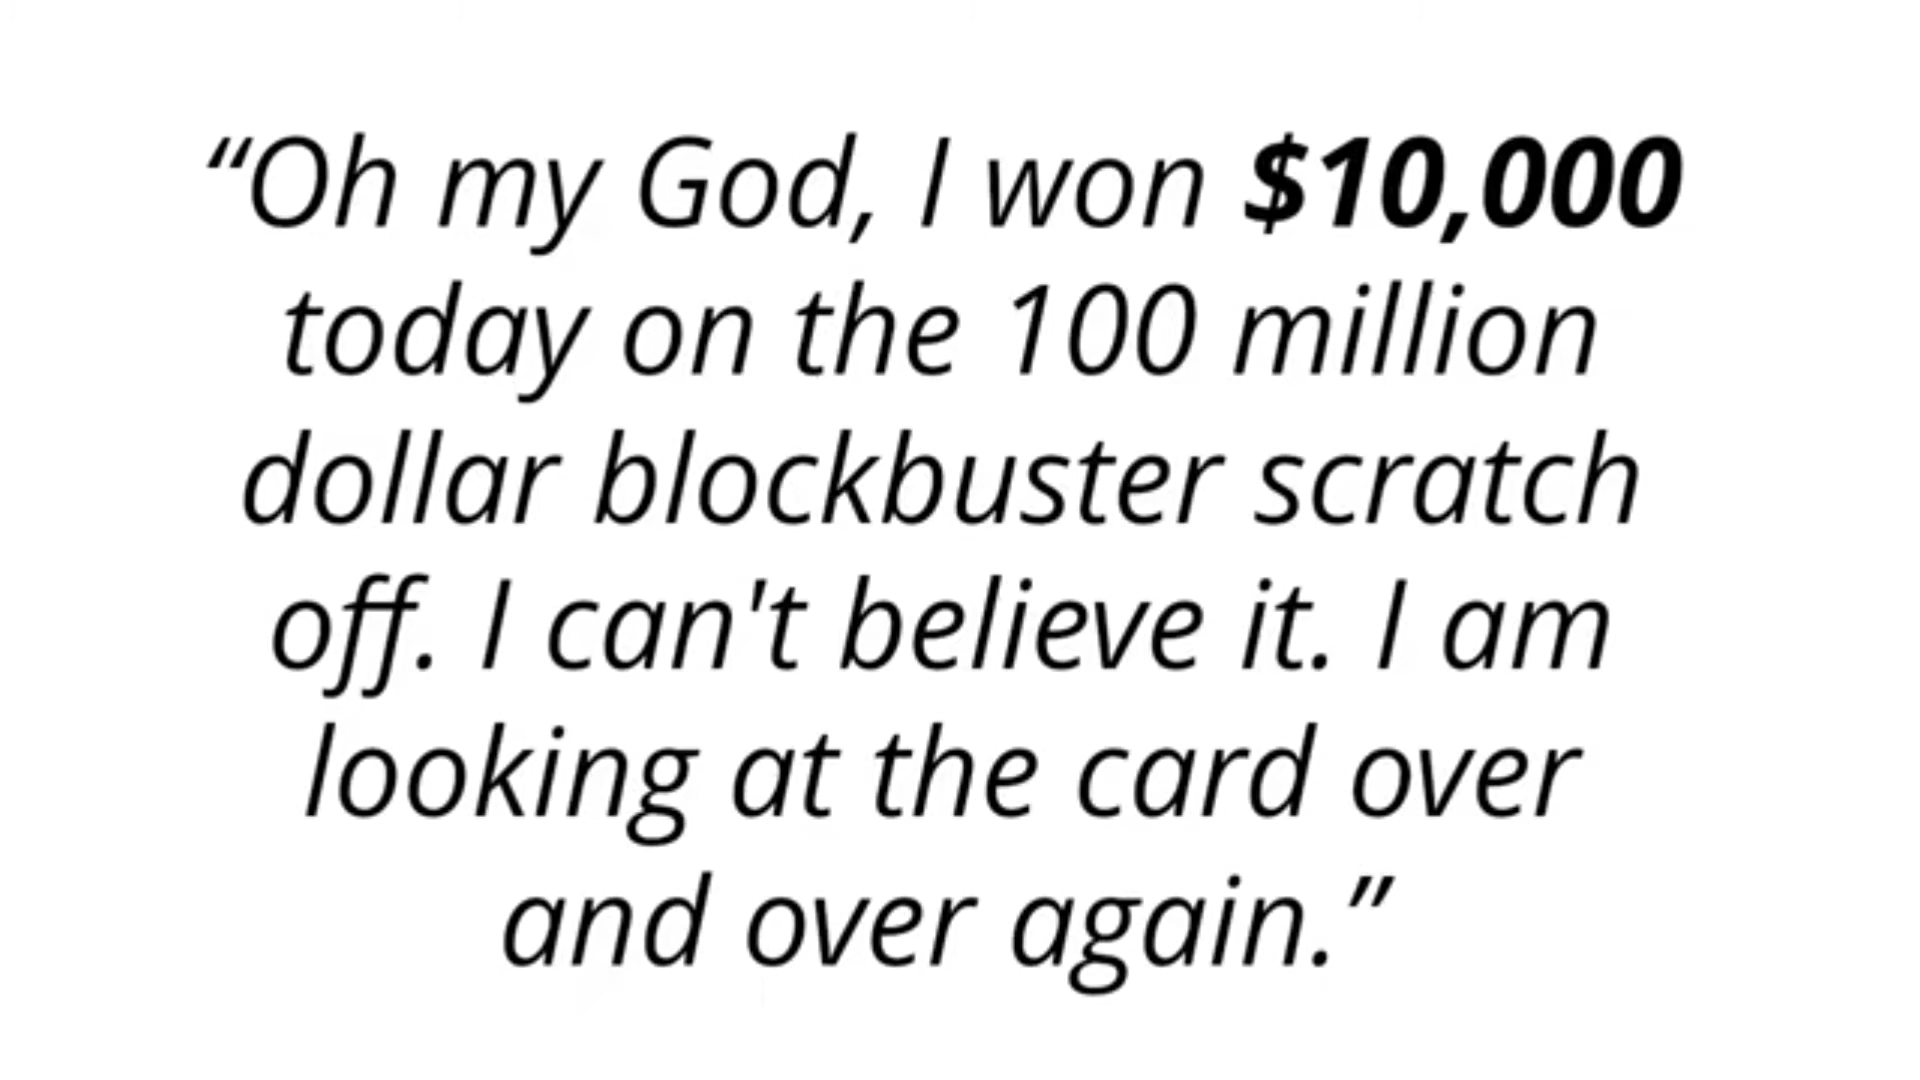 “Oh my God, I won $10,000
today on the 100 million
dollar blockbuster scratch
off. I can't believe it. I am
looking at the card over
and over again.”